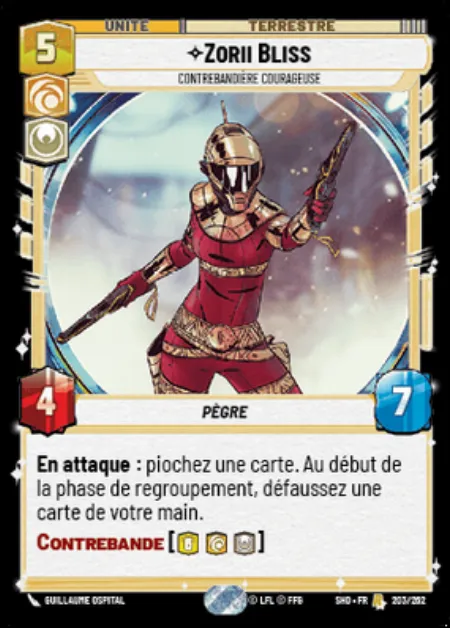 UNITÉ
TERRESTRE
5
ZORII BLISS
CONTREBANDIÈRE COURAGEUSE
4
7
PÈGRE
En attaque : piochez une carte. Au début de
la phase de regroupement, défaussez une
carte de votre main.
CONTREBANDE [ ]
GUILLAUME OSPITAL
© LFL © FFG
SHD • FR
203/262